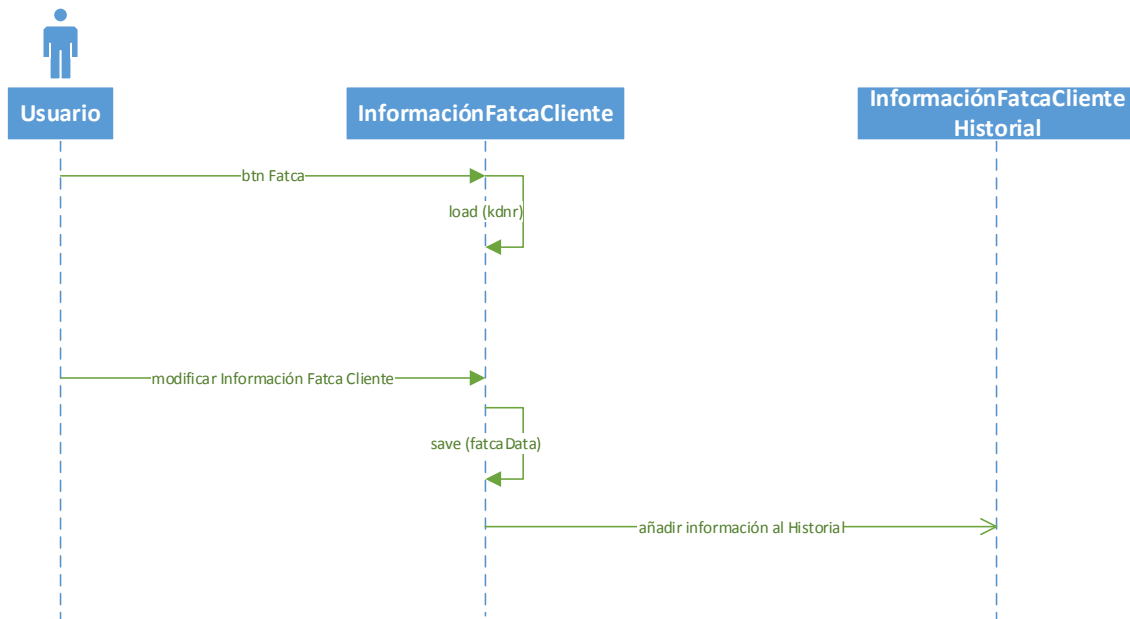 Usuario
InformaciónFatcaCliente
InformaciónFatcaCliente
Historial
btn Fatca
load (kdnr)
modificar Información Fatca Cliente
save (fatcaData)
añadir información al Historial